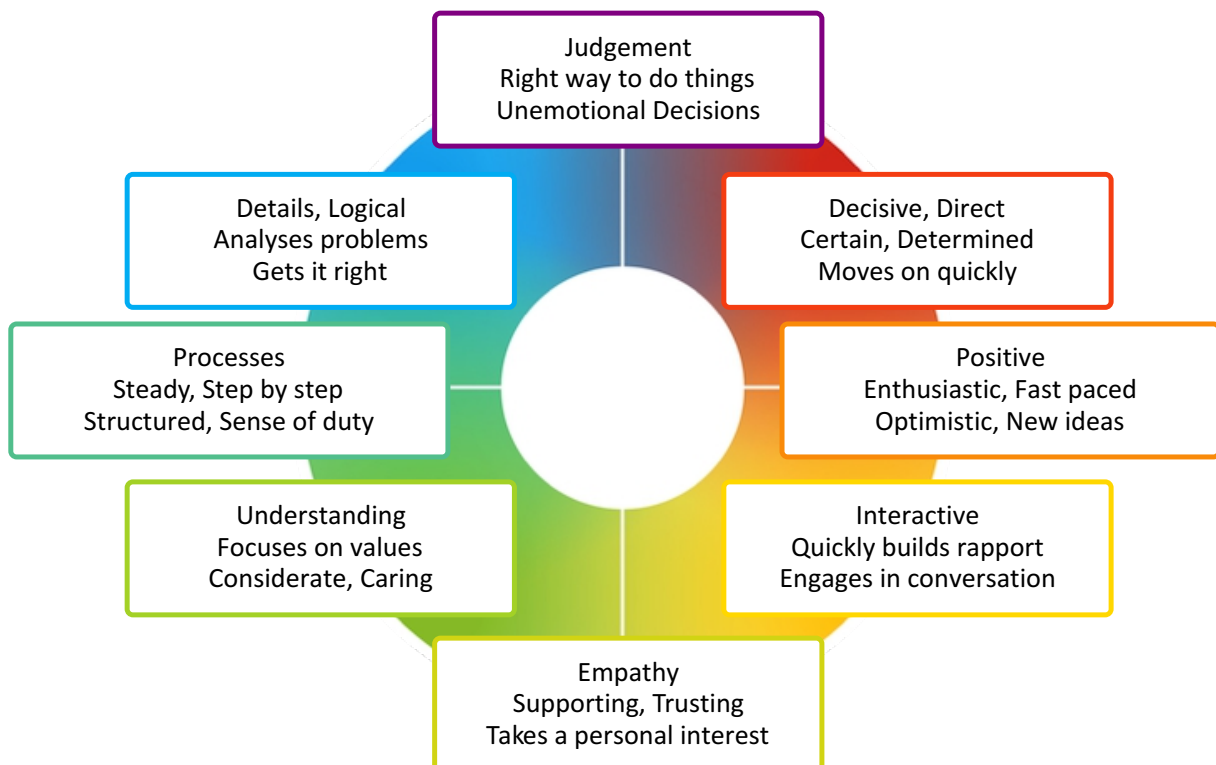 Judgement
Right way to do things
Unemotional Decisions
Details, Logical
Analyses problems
Gets it right
Decisive, Direct
Certain, Determined
Moves on quickly
Processes
Steady, Step by step
Structured, Sense of duty
Positive
Enthusiastic, Fast paced
Optimistic, New ideas
Understanding
Focuses on values
Considerate, Caring
Interactive
Quickly builds rapport
Engages in conversation
Empathy
Supporting, Trusting
Takes a personal interest